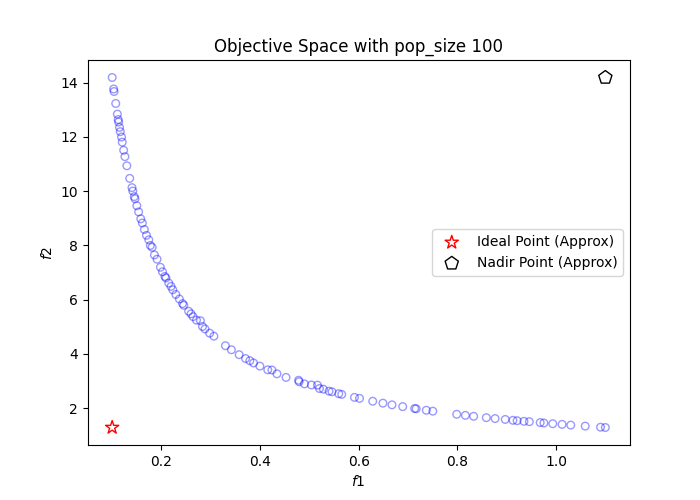 Objective Space with pop_size 100
14
12
10
8
6
4
2
f2
Ideal Point (Approx)
Nadir Point (Approx)
0.2 0.4 0.6 0.8 1.0
f1